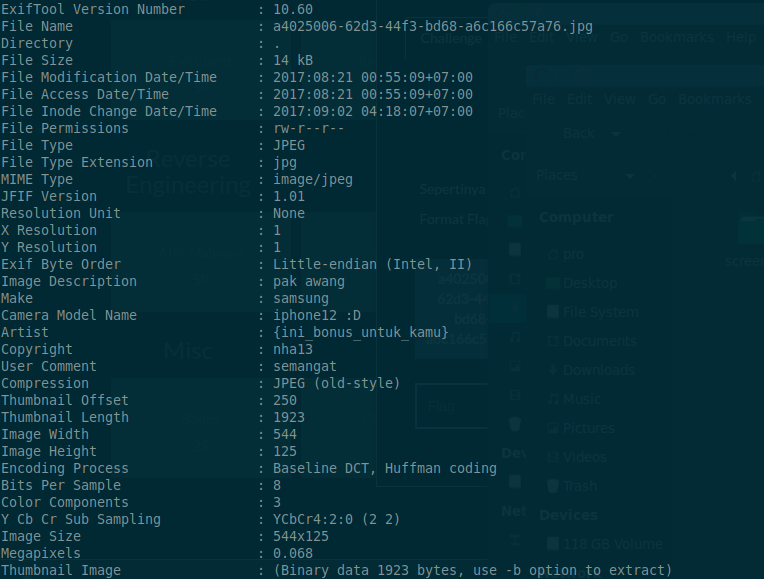 ExifTool Version Number : 10.60
File Name : a4025006-62d3-44f3-bd68-a6c166c57a76.jpg
Directory : .
File Size : 14 kB
File Modification Date/Time : 2017:08:21 00:55:09+07:00
File Access Date/Time : 2017:08:21 00:55:09+07:00
File Inode Change Date/Time : 2017:09:02 04:18:07+07:00
File Permissions : rw-r--r--
File Type : JPEG
File Type Extension : jpg
MIME Type : image/jpeg
JFIF Version : 1.01
Resolution Unit : None
X Resolution : 1
Y Resolution : 1
Exif Byte Order : Little-endian (Intel, II)
Image Description : pak awang
Make : samsung
Camera Model Name : iphone12 :D
Artist : {ini_bonus_untuk_kamu}
Copyright : nha13
User Comment : semangat
Compression : JPEG (old-style)
Thumbnail Offset : 250
Thumbnail Length : 1923
Image Width : 544
Image Height : 125
Encoding Process : Baseline DCT, Huffman coding
Bits Per Sample : 8
Color Components : 3
Y Cb Cr Sub Sampling : YCbCr4:2:0 (2 2)
Image Size : 544x125
Megapixels : 0.068
Thumbnail Image : (Binary data 1923 bytes, use -b option to extract)
Challenge
File Edit View Go Bookmarks Help
File Edit View Go Bookmarks
Back
Places
Reverse
Engineering
Misc
Sepertinya
Format Flag
Computer
pro
Desktop
File System
Documents
Downloads
Music
Pictures
Videos
Trash
Devices
118 GB Volume